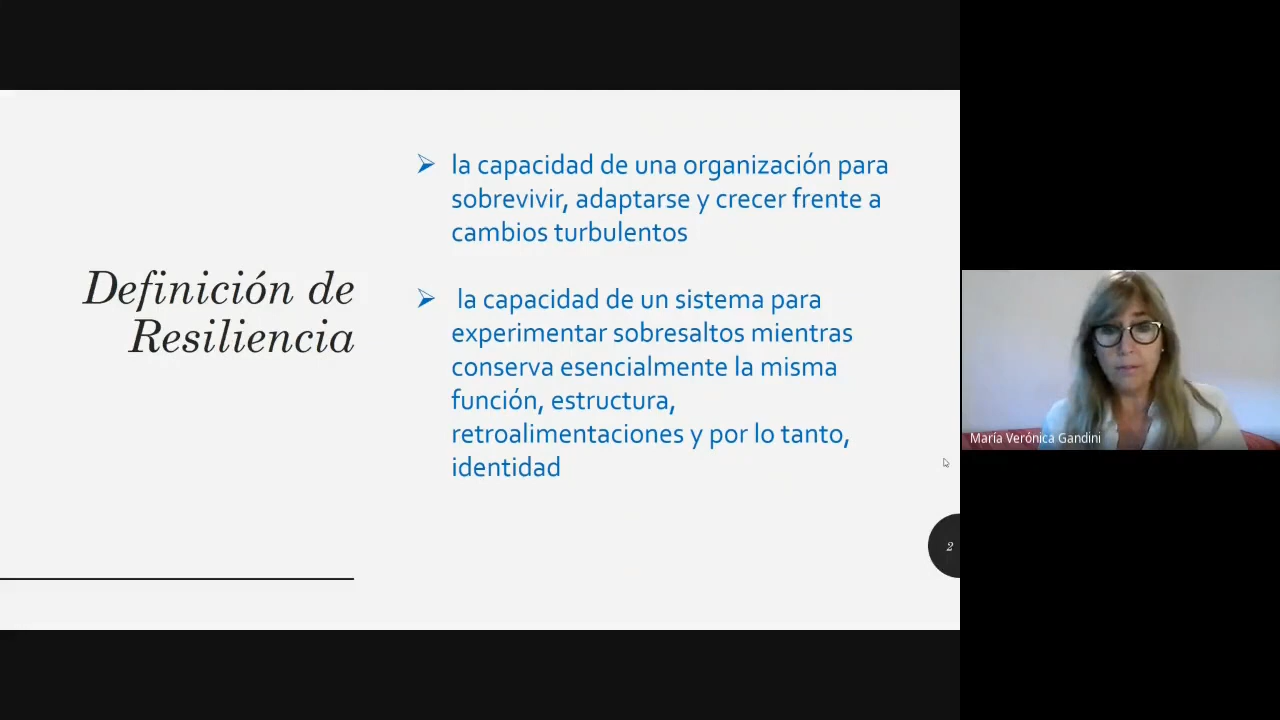 Definición de
Resiliencia
➢ la capacidad de una organización para
sobrevivir, adaptarse y crecer frente a
cambios turbulentos
➢ la capacidad de un sistema para
experimentar sobresaltos mientras
conserva esencialmente la misma
función, estructura,
retroalimentaciones y por lo tanto,
identidad
2
María Verónica Gandini